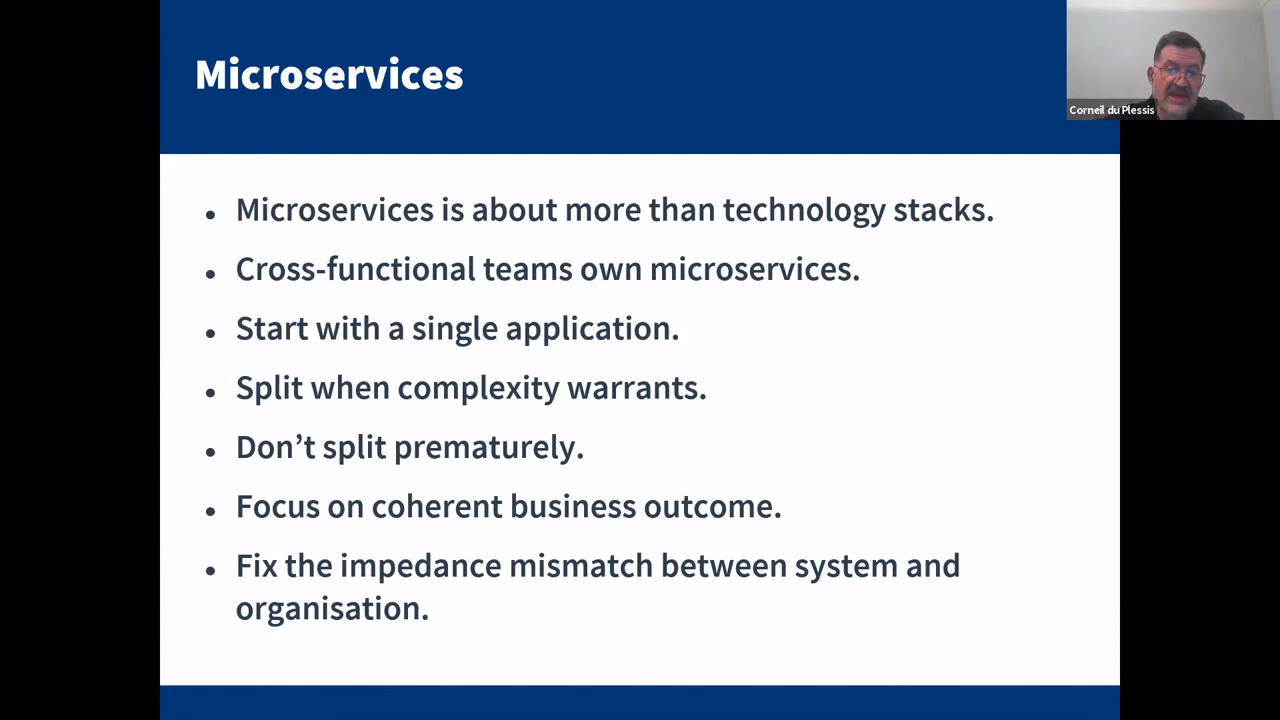 Microservices
Corneil du Plessis
• Microservices is about more than technology stacks.
• Cross-functional teams own microservices.
• Start with a single application.
• Split when complexity warrants.
• Don’t split prematurely.
• Focus on coherent business outcome.
• Fix the impedance mismatch between system and
organisation.